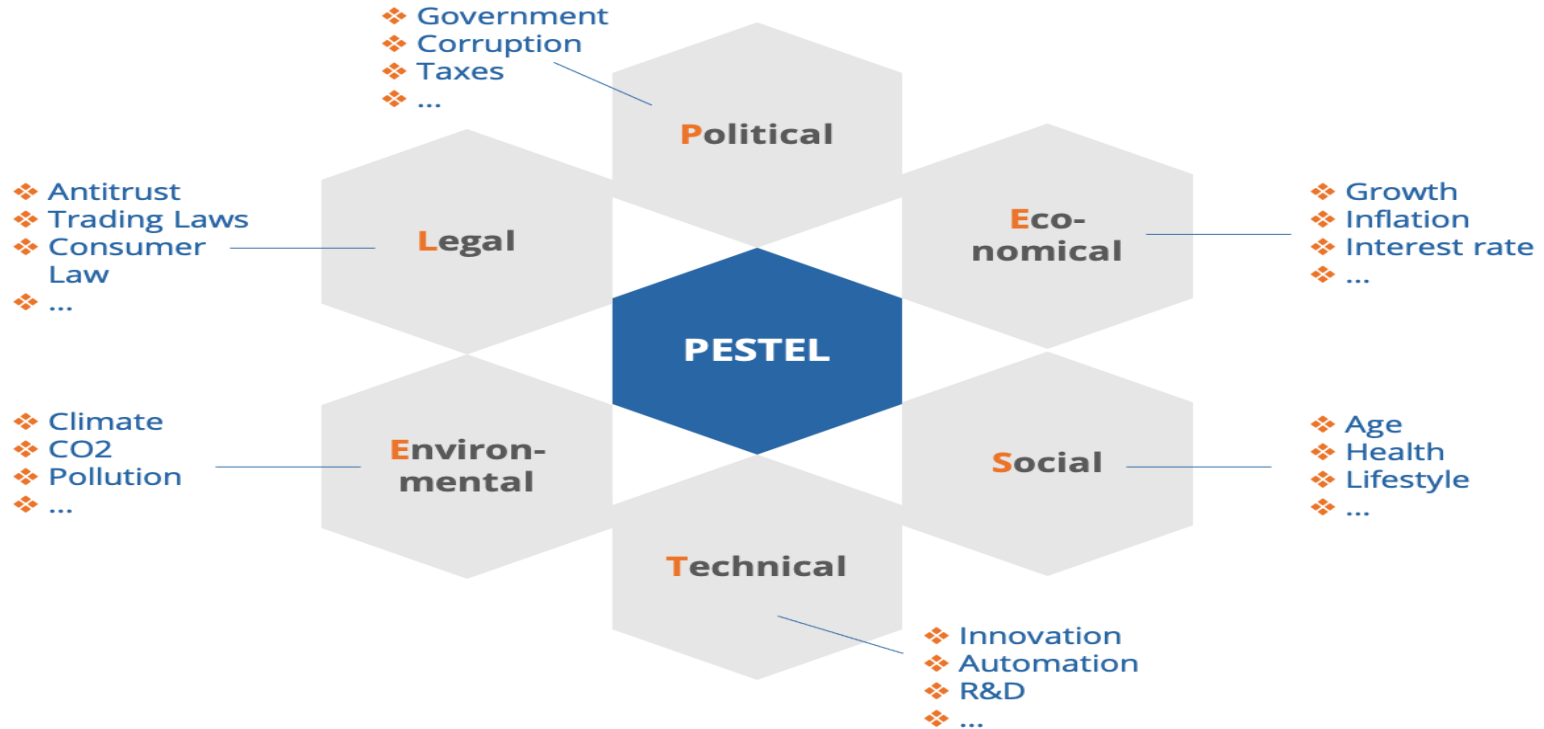 Government
Corruption
Taxes
...
Political
Eco-
nomical
Growth
Inflation
Interest rate
...
Social
Age
Health
Lifestyle
...
Technical
Innovation
Automation
R&D
...
Environ-
mental
Climate
CO2
Pollution
...
Legal
Antitrust
Trading Laws
Consumer
Law
...
PESTEL